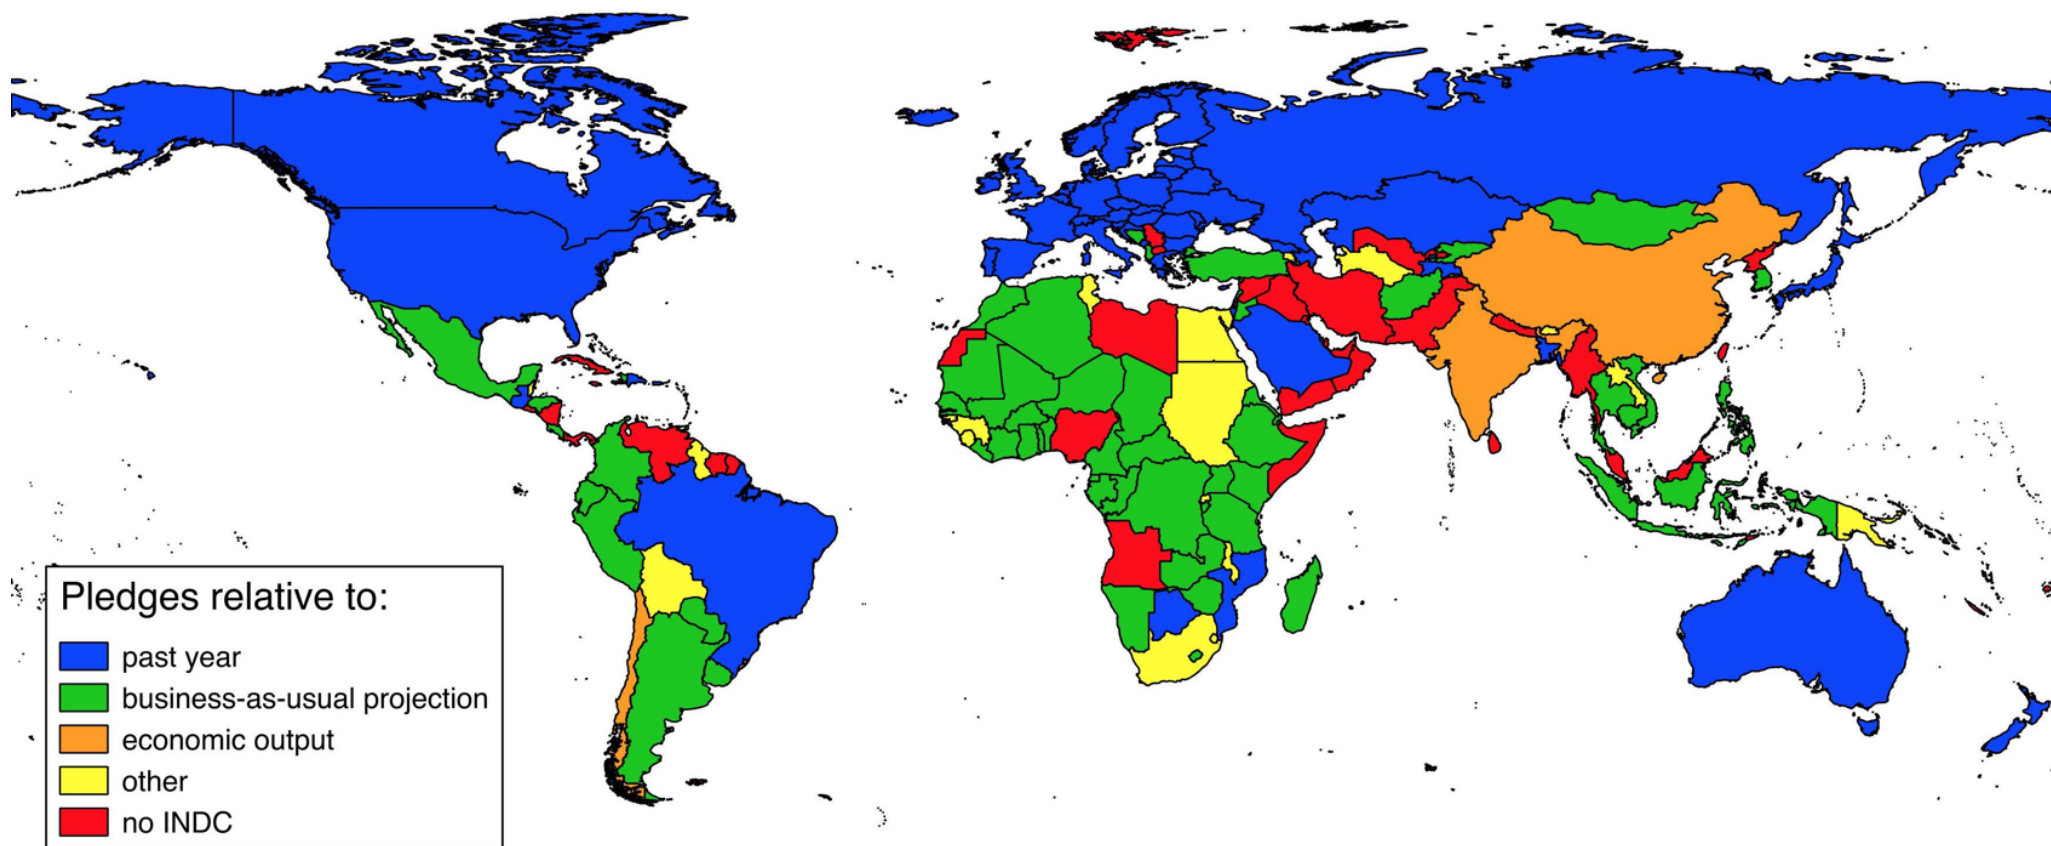 Pledges relative to:
past year
business-as-usual projection
economic output
other
no INDC